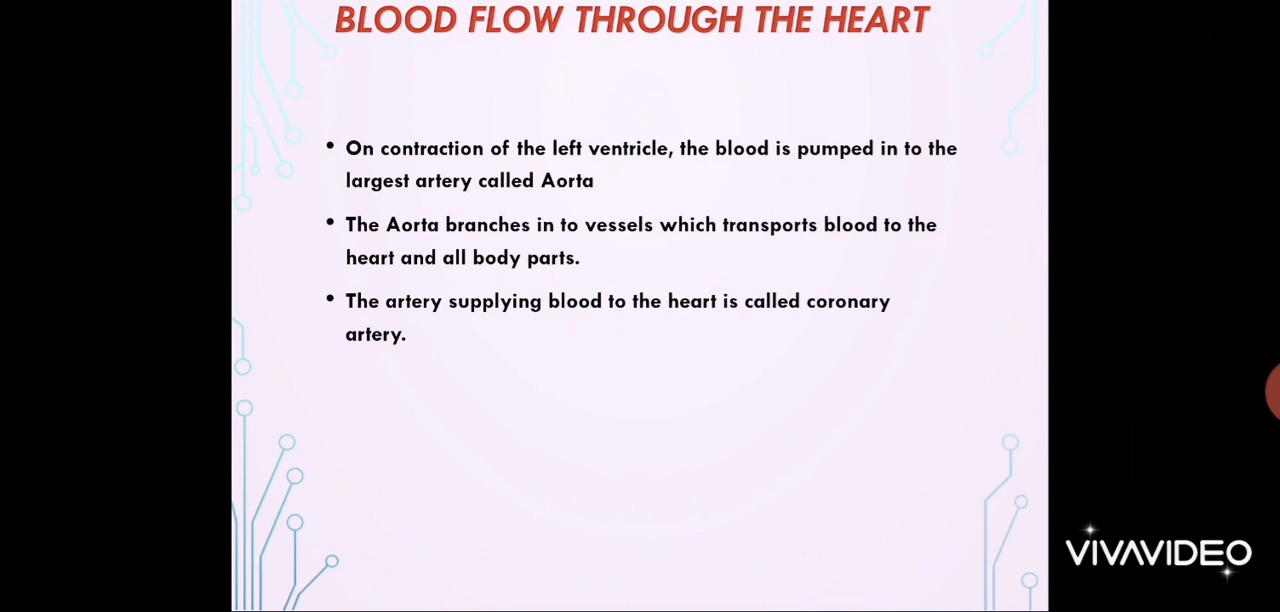 BLOOD FLOW THROUGH THE HEART
• On contraction of the left ventricle, the blood is pumped in to the
largest artery called Aorta
• The Aorta branches in to vessels which transports blood to the
heart and all body parts.
• The artery supplying blood to the heart is called coronary
artery.
VIVAVIDEO